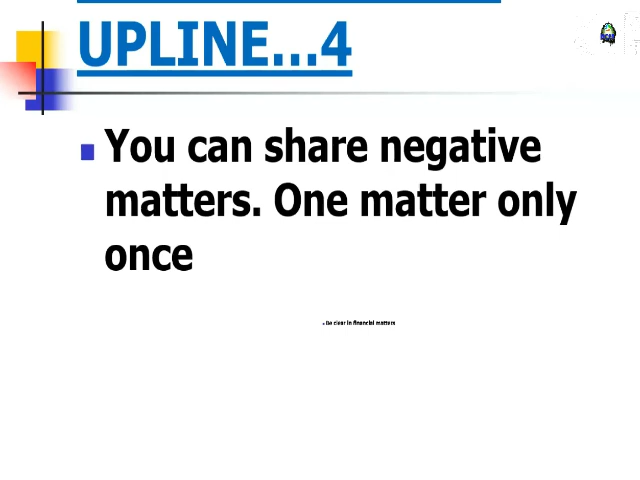 UPLINE...4
You can share negative
matters. One matter only
once
Be clear in financial matters